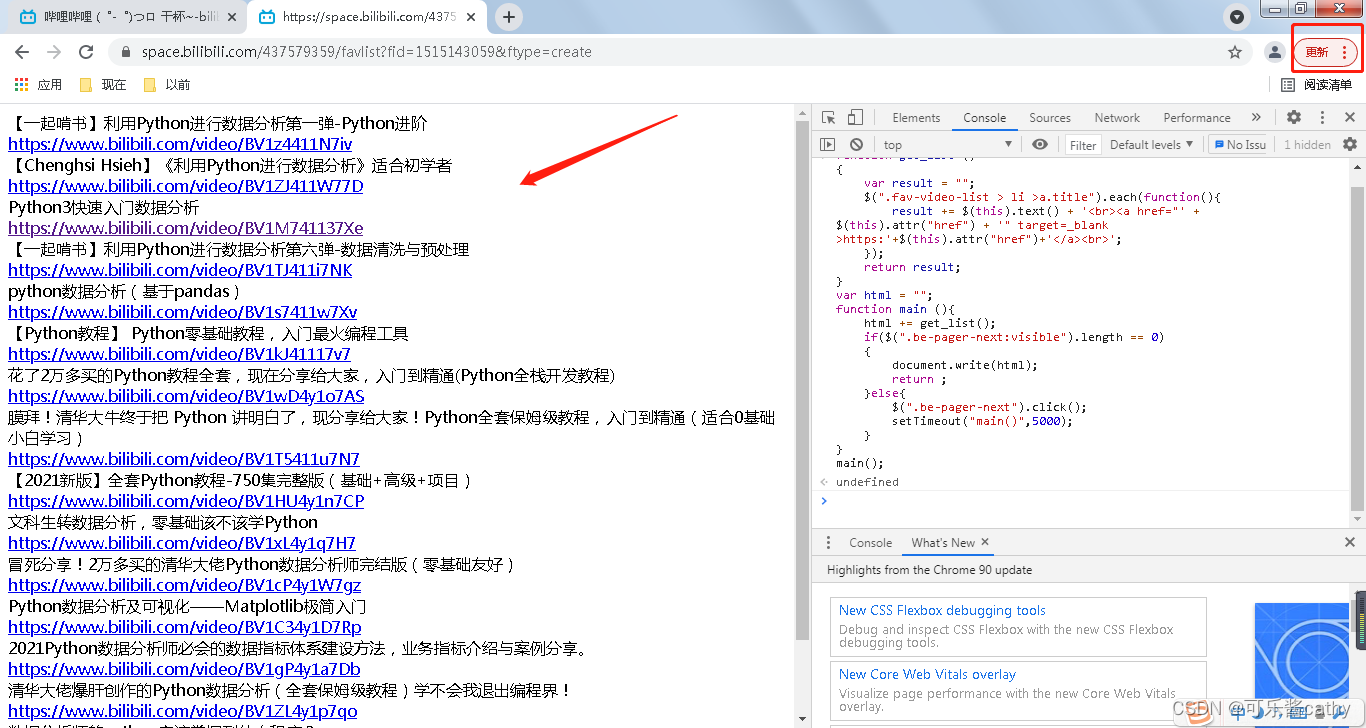 哔哩哔哩 (゜-゜)つロ 干杯~-bili
https://space.bilibili.com/4375
space.bilibili.com/437579359/favlist?fid=1515143059&ftype=create
更新
应用
现在
以前
阅读清单
【一起啃书】利用Python进行数据分析第一弹-Python进阶
https://www.bilibili.com/video/BV1z4411N7iv
【Chenghsi Hsieh】《利用Python进行数据分析》适合初学者
https://www.bilibili.com/video/BV1ZJ411W77D
Python3快速入门数据分析
https://www.bilibili.com/video/BV1M741137Xe
【一起啃书】利用Python进行数据分析第六弹-数据清洗与预处理
https://www.bilibili.com/video/BV1TJ411i7NK
python数据分析（基于pandas）
https://www.bilibili.com/video/BV1s7411w7Xv
【Python教程】 Python零基础教程，入门最火编程工具
https://www.bilibili.com/video/BV1kJ41117v7
花了2万多买的Python教程全套，现在分享给大家，入门到精通(Python全栈开发教程)
https://www.bilibili.com/video/BV1wD4y1o7AS
膜拜！清华大牛终于把 Python 讲明白了，现分享给大家！Python全套保姆级教程，入门到精通（适合0基础
小白学习）
https://www.bilibili.com/video/BV1T5411u7N7
【2021新版】全套Python教程-750集完整版（基础+高级+项目）
https://www.bilibili.com/video/BV1HU4y1n7CP
文科生转数据分析，零基础该不该学Python
https://www.bilibili.com/video/BV1xL4y1q7H7
冒死分享！2万多买的清华大佬Python数据分析师完结版（零基础友好）
https://www.bilibili.com/video/BV1cP4y1W7gz
Python数据分析及可视化——Matplotlib极简入门
https://www.bilibili.com/video/BV1C34y1D7Rp
2021Python数据分析师必会的数据指标体系建设方法，业务指标介绍与案例分享。
https://www.bilibili.com/video/BV1gP4y1a7Db
清华大佬爆肝创作的Python数据分析（全套保姆级教程）学不会我退出编程界！
https://www.bilibili.com/video/BV1ZL4y1p7qo
Elements
Console
Sources
Network
Performance
top
Filter
Default levels
No Issu
1 hidden
function get_list ()
{
var result = "";
$(".fav-video-list > li >a.title").each(function(){
result += $(this).text() + '<br><a href="' +
$(this).attr("href") + '" target=_blank
>https:'+$(this).attr("href")+'</a><br>';
});
return result;
}
var html = "";
function main (){
html += get_list();
if($(".be-pager-next:visible").length == 0)
{
document.write(html);
return ;
}else{
$(".be-pager-next").click();
setTimeout("main()",5000);
}
}
main();
undefined
Console
What's New
Highlights from the Chrome 90 update
New CSS Flexbox debugging tools
Debug and inspect CSS Flexbox with the new CSS Flexbox
debugging tools.
New Core Web Vitals overlay
Visualize page performance with the new Core Web Vitals
overlay.
CSDN @可乐酱cathy